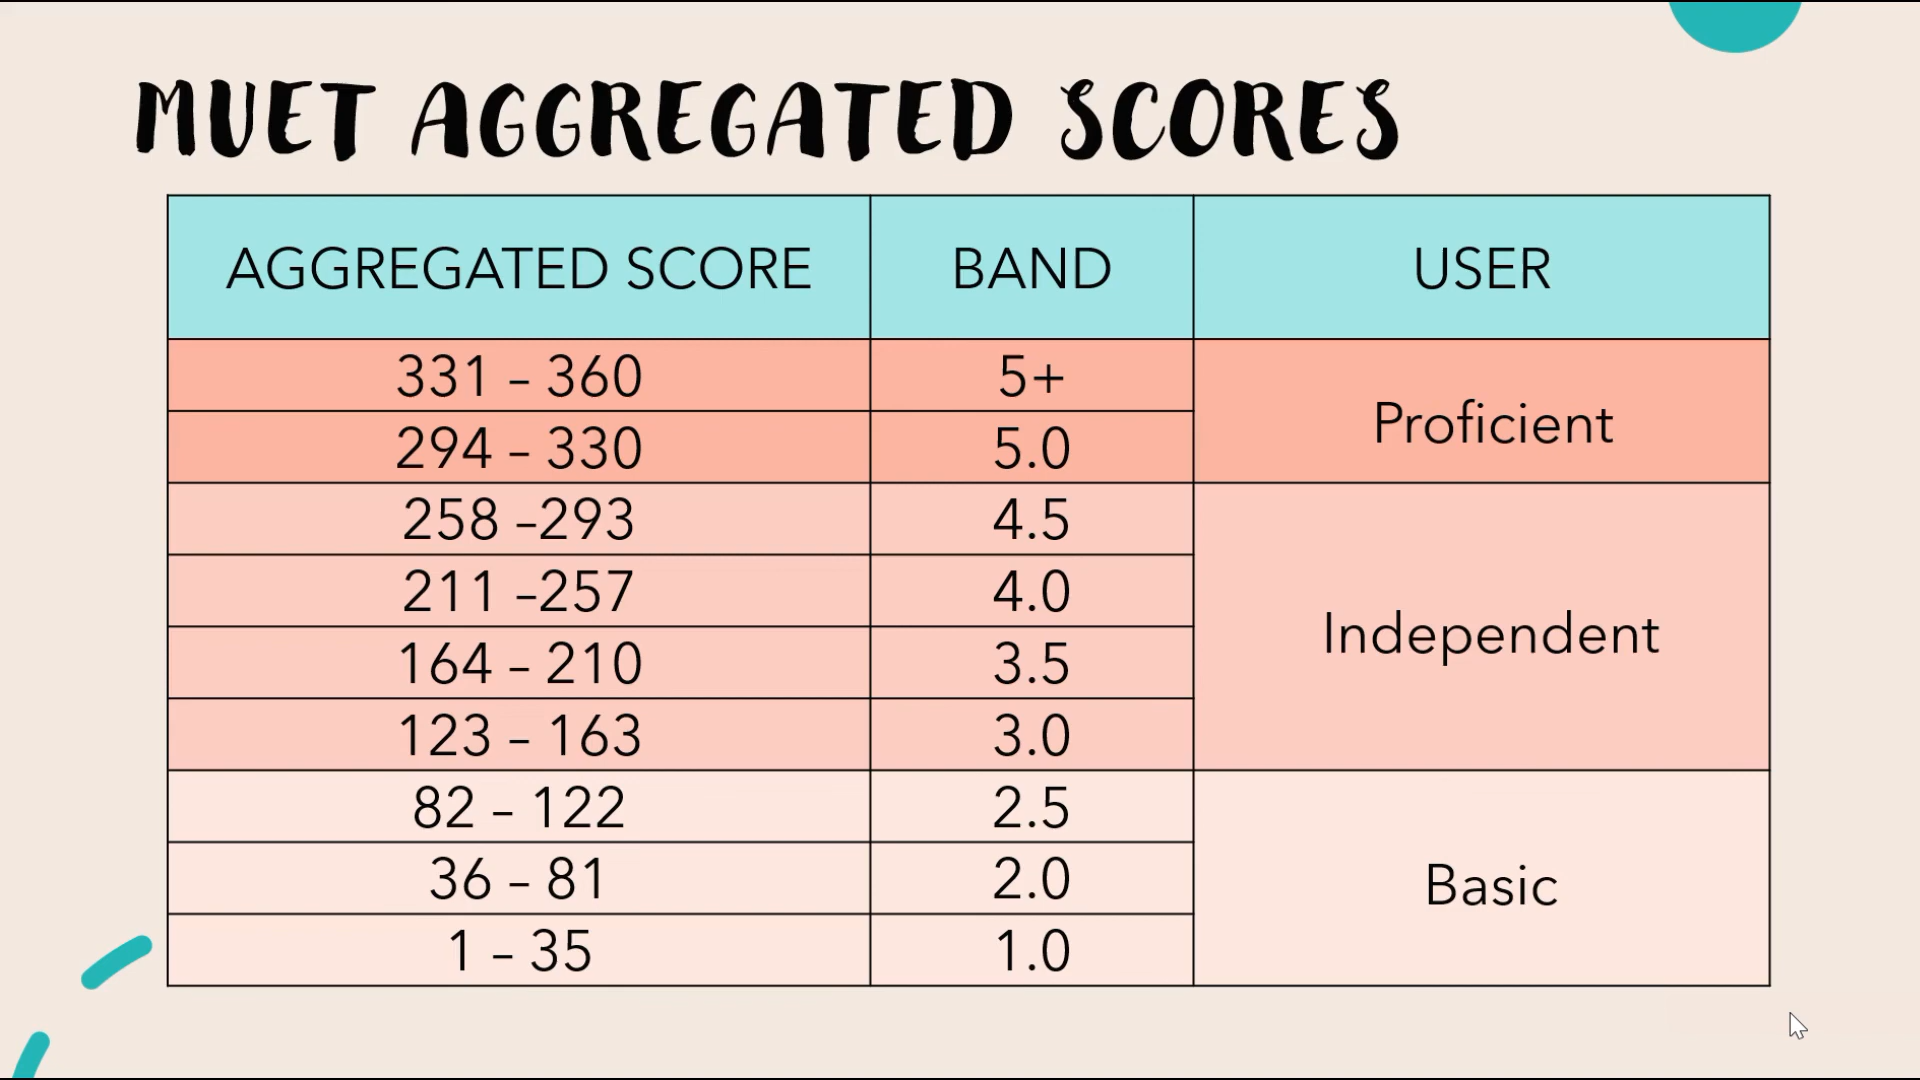 MUET AGGREGATED SCORES
AGGREGATED SCORE BAND USER
331 – 360 5+ Proficient
294 – 330 5.0
258 –293 4.5 Independent
211 –257 4.0
164 – 210 3.5
123 – 163 3.0
82 – 122 2.5 Basic
36 – 81 2.0
1 – 35 1.0